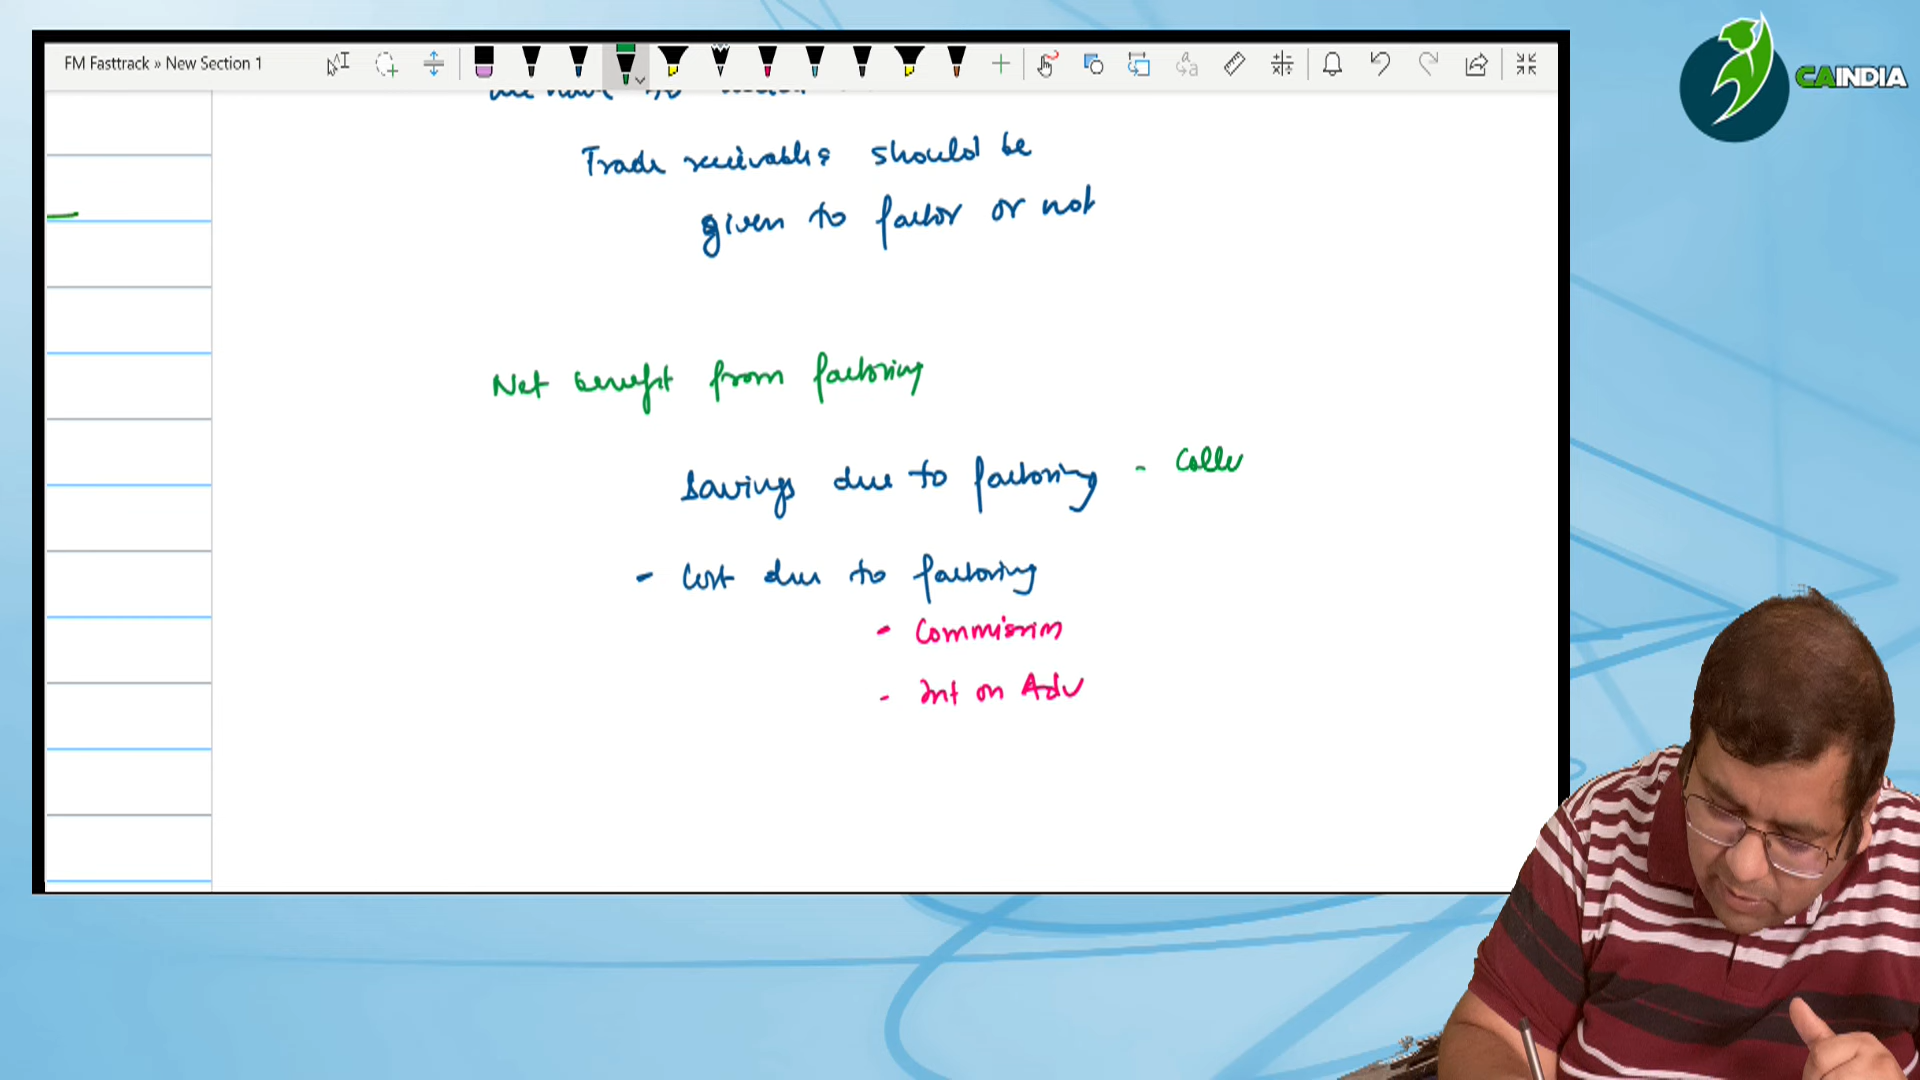 FM Fasttrack » New Section 1
CAINDIA
Trade receivables should be
given to factor or not
Net benefit from factoring
Savings due to factoring - Colle
- Cost due to factoring
- Commission
- Int on Adv